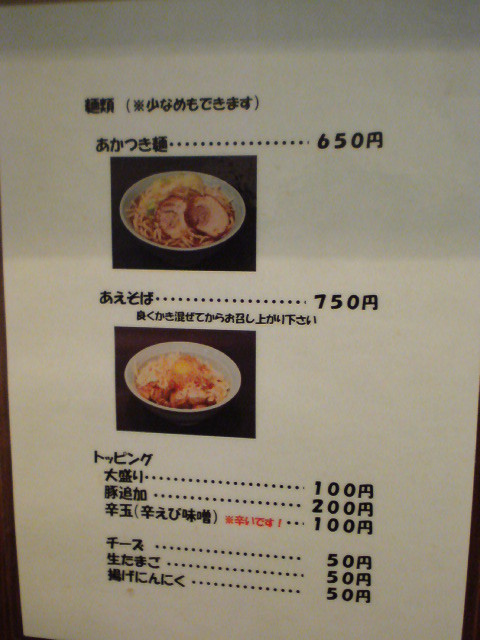 麺類 (※少なめもできます)
あかつき麺・・・・・・・・・・・・・・・・・・ 650円
あえそば・・・・・・・・・・・・・・・・・・・ 750円
良くかき混ぜてからお召し上がり下さい
トッピング
大盛り・・・・・・・・・・・・・・・・・・・ 100円
豚追加 ・・・・・・・・・・・・・・・・・・ 200円
辛玉(辛えび味噌) ※辛いです!・・・ 100円
チーズ ・・・・・・・・・・・・・・・・・ 50円
生たまご ・・・・・・・・・・・・・・・ 50円
揚げにんにく ・・・・・・・・・・・・ 50円